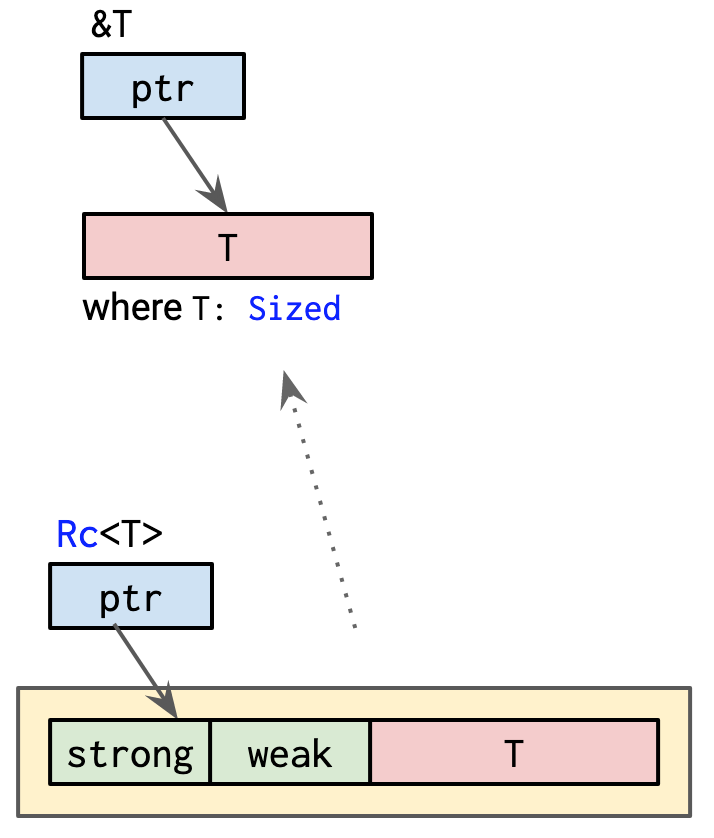 &T
ptr
T
where T: Sized
Rc<T>
ptr
strong weak T